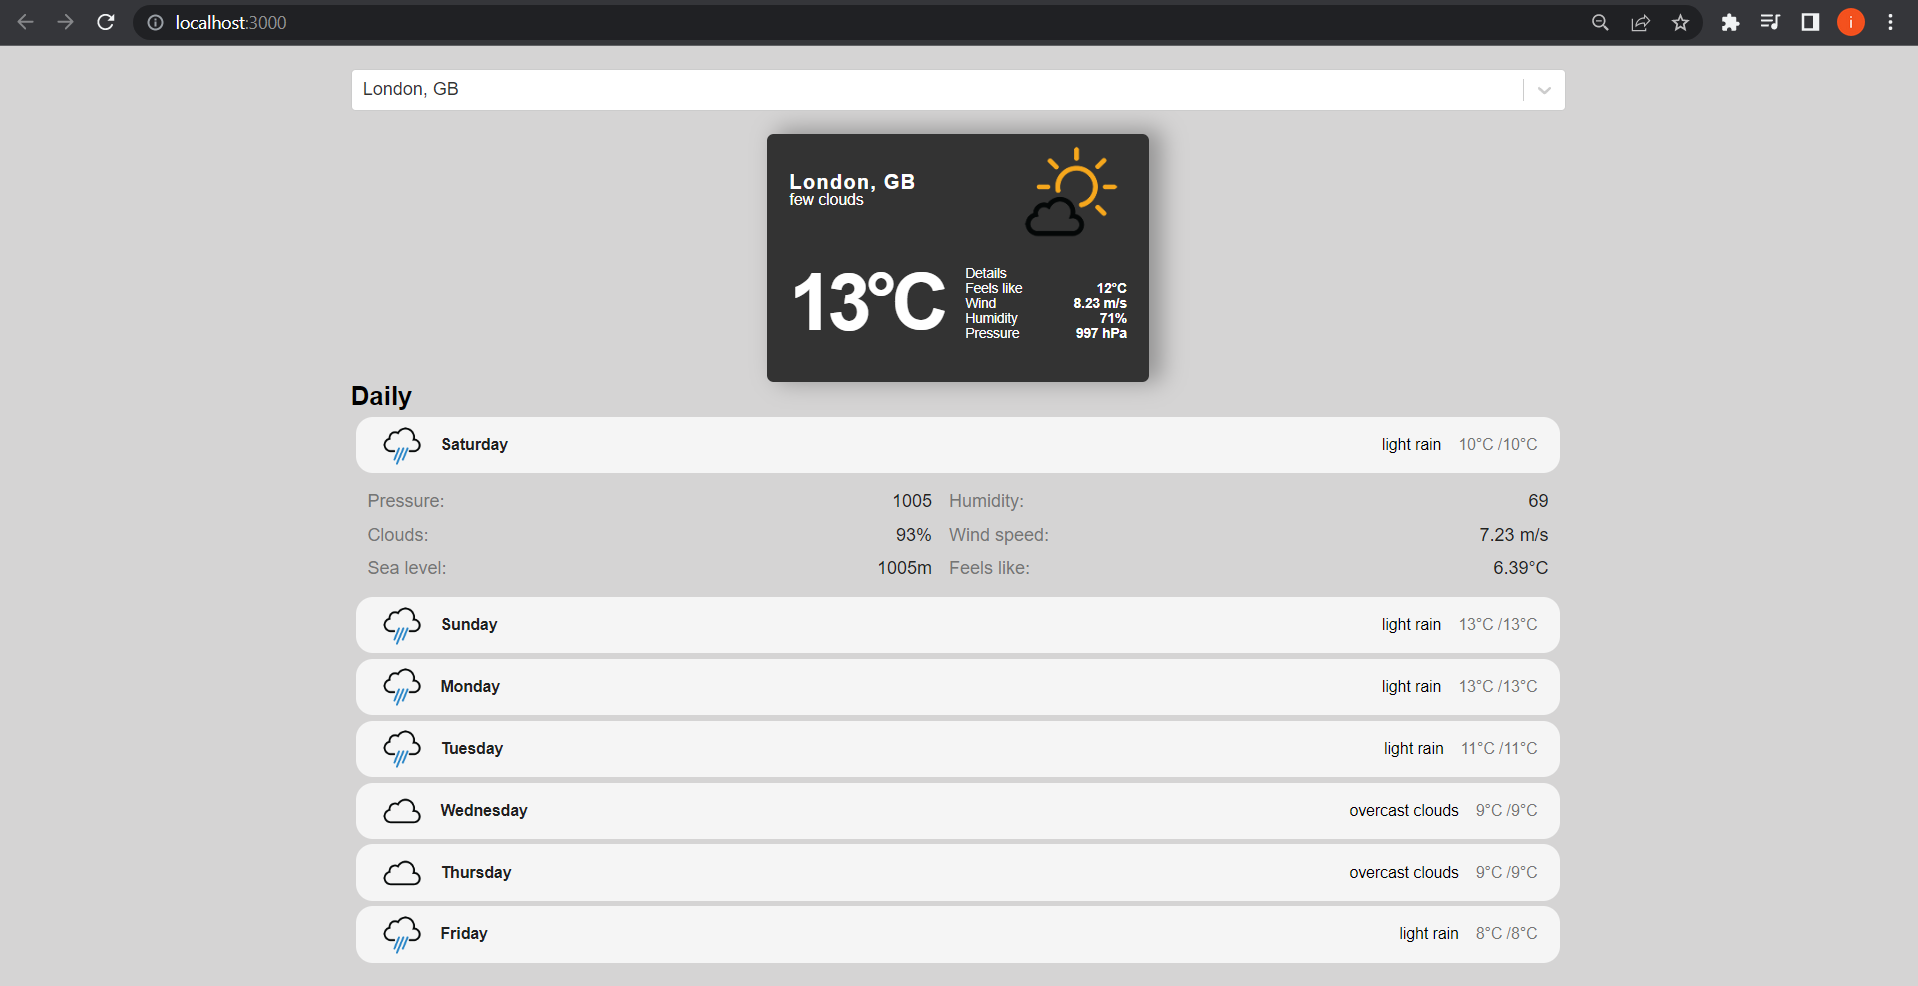 localhost:3000
i
London, GB
London, GB
few clouds
13°C
Details
Feels like 12°C
Wind 8.23 m/s
Humidity 71%
Pressure 997 hPa
Daily
Saturday light rain 10°C /10°C
Pressure: 1005 Humidity: 69
Clouds: 93% Wind speed: 7.23 m/s
Sea level: 1005m Feels like: 6.39°C
Sunday light rain 13°C /13°C
Monday light rain 13°C /13°C
Tuesday light rain 11°C /11°C
Wednesday overcast clouds 9°C /9°C
Thursday overcast clouds 9°C /9°C
Friday light rain 8°C /8°C